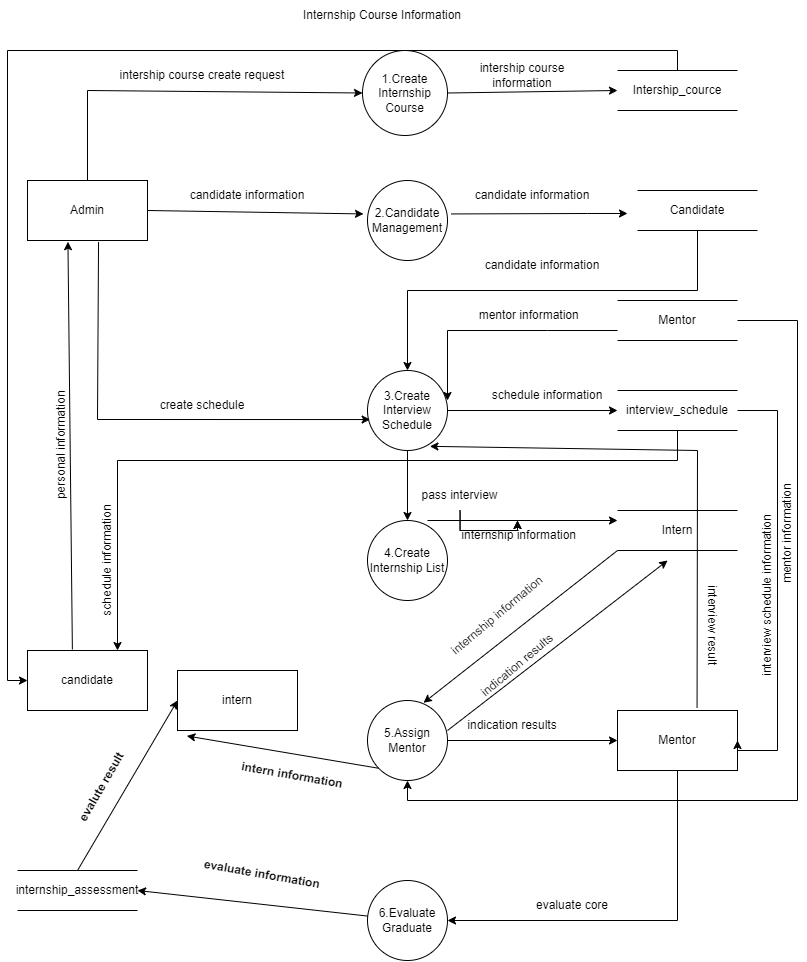 Internship Course Information
intership course create request
1.Create
Internship
Course
intership course
information
Intership_cource
Admin
candidate information
2.Candidate
Management
candidate information
Candidate
candidate information
mentor information
Mentor
personal information
create schedule
3.Create
Interview
Schedule
schedule information
interview_schedule
schedule information
pass interview
internship information
4.Create
Internship List
Intern
interview schedule information
mentor information
internship information
indication results
interview result
candidate
intern
5.Assign
Mentor
indication results
Mentor
intern information
evalute result
internship_assessment
evaluate information
6.Evaluate
Graduate
evaluate core